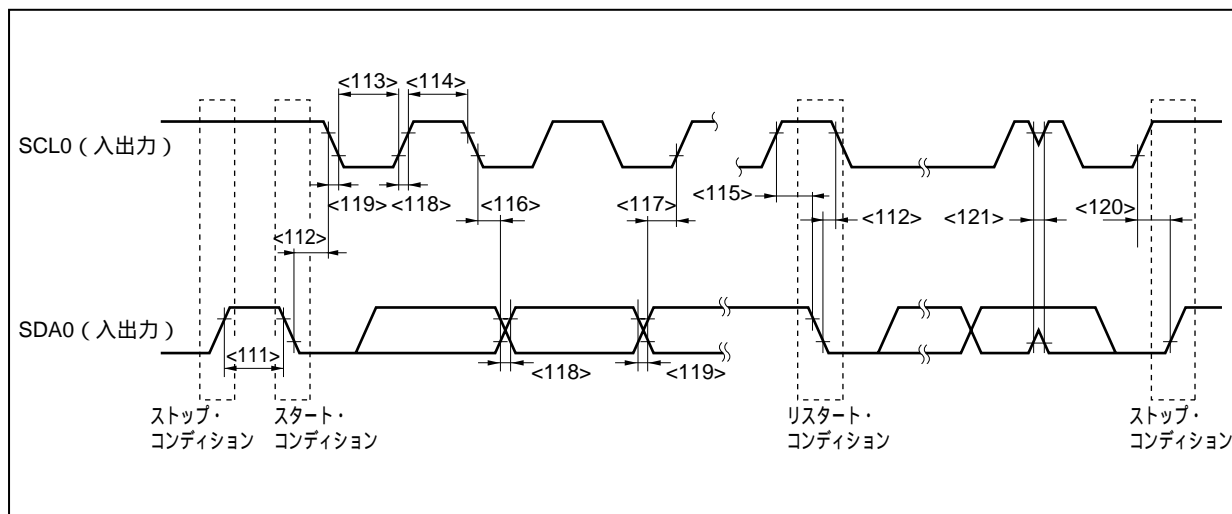 <113> <114>
SCL0（入出力）
<119> <118> <116> <117> <115> <112> <121> <120>
<112>
SDA0（入出力）
<111> <118> <119>
ストップ・
コンディション
スタート・
コンディション
リスタート・
コンディション
ストップ・
コンディション